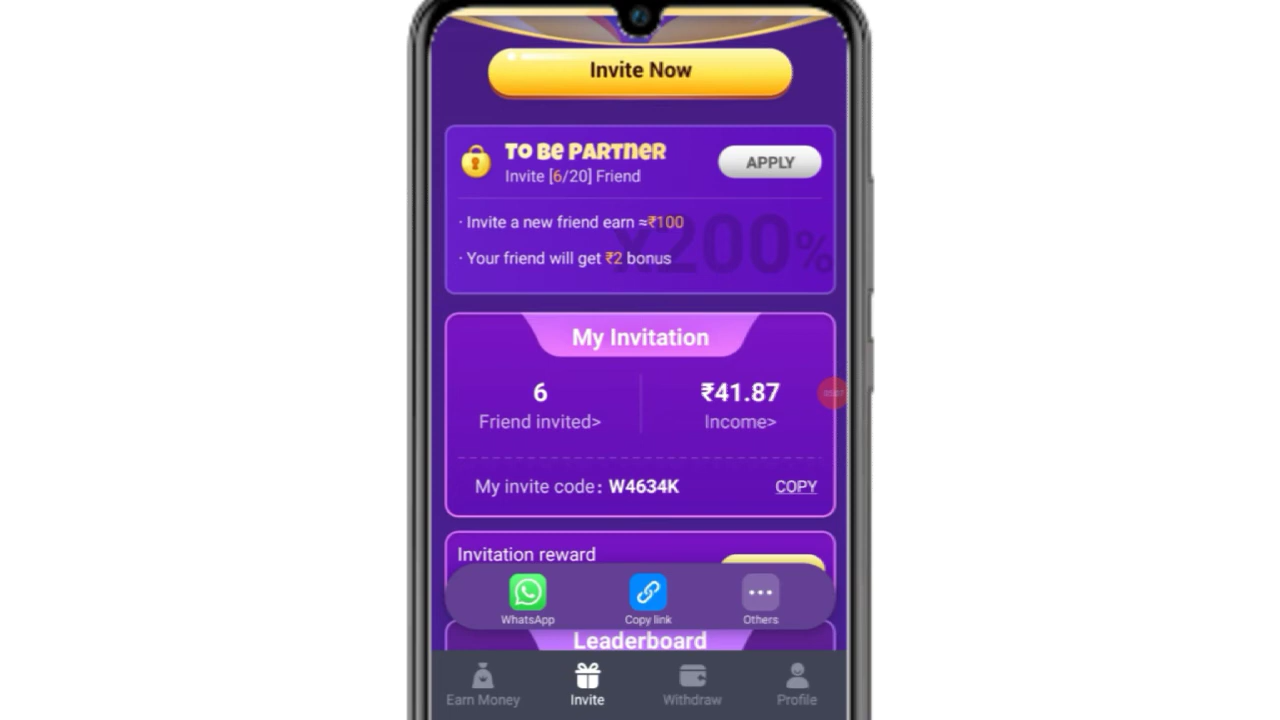 Invite Now
TO BE PARTNER
Invite [6/20] Friend
APPLY
· Invite a new friend earn ≈₹100
· Your friend will get ₹2 bonus
x200%
My Invitation
6
₹41.87
Friend invited>
Income>
My invite code: W4634K
COPY
Invitation reward
WhatsApp
Copy link
Others
Leaderboard
Earn Money
Invite
Withdraw
Profile